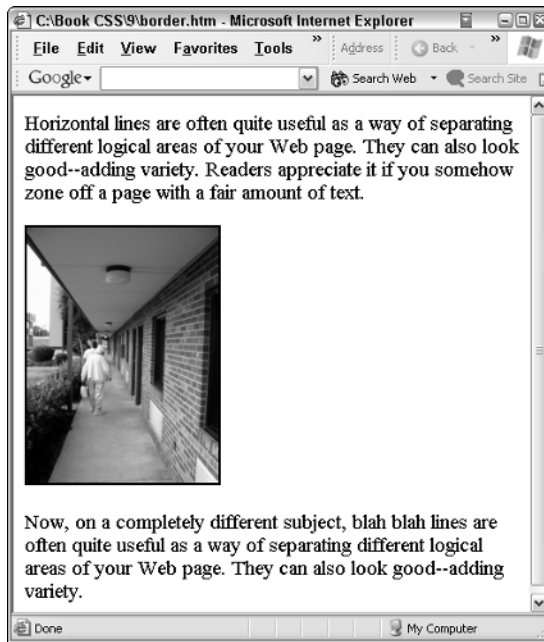 C:\Book CSS\9\border.htm - Microsoft Internet Explorer
File Edit View Favorites Tools » Address Back »
Google Search Web Search Site
Horizontal lines are often quite useful as a way of separating
different logical areas of your Web page. They can also look
good--adding variety. Readers appreciate it if you somehow
zone off a page with a fair amount of text.
Now, on a completely different subject, blah blah lines are
often quite useful as a way of separating different logical
areas of your Web page. They can also look good--adding
variety.
Done My Computer